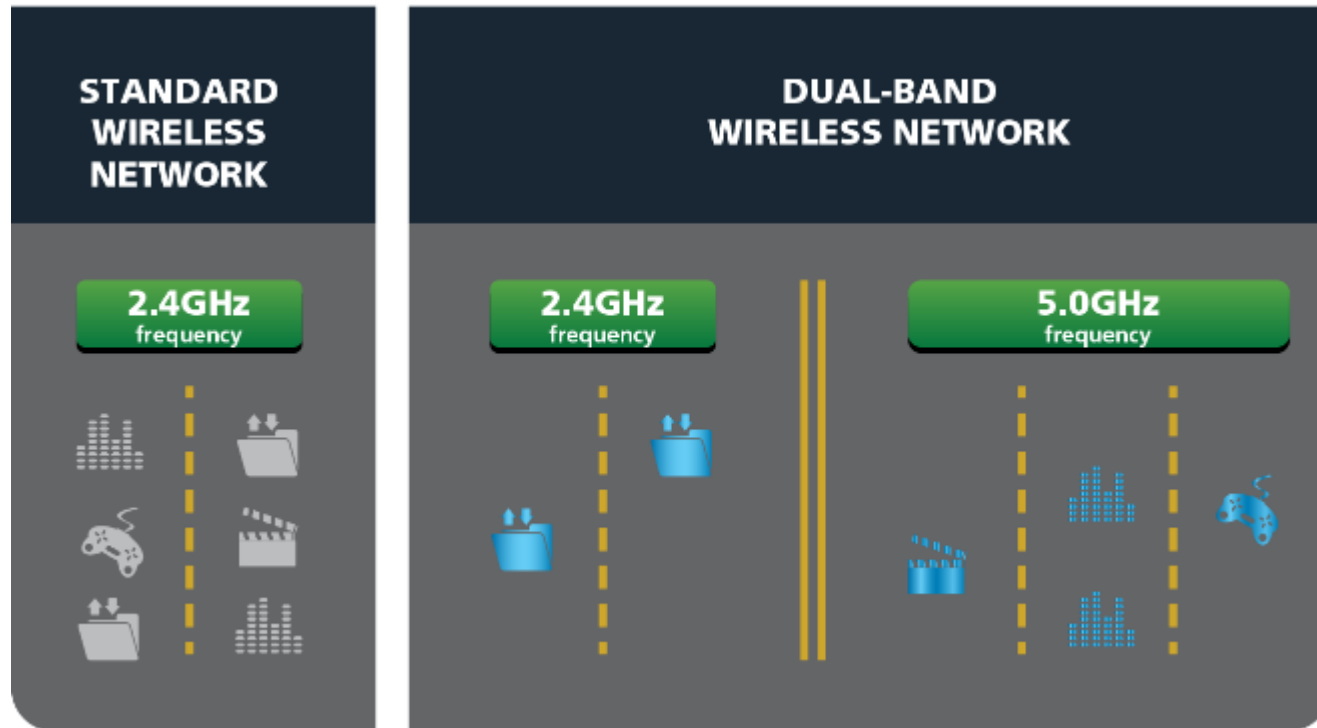 STANDARD
WIRELESS
NETWORK
DUAL-BAND
WIRELESS NETWORK
2.4GHz
frequency
2.4GHz
frequency
5.0GHz
frequency